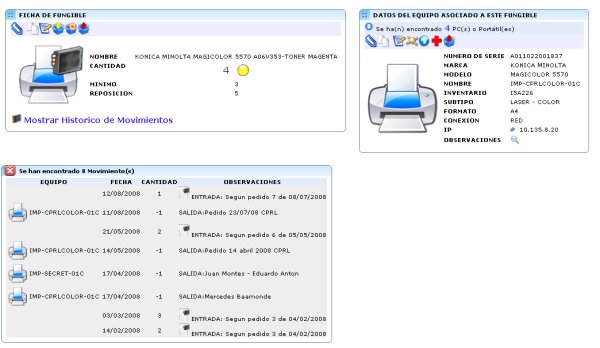 FICHA DE FUNGIBLE
NOMBRE KONICA MINOLTA MAGICOLOR 5570 A06V353-TONER MAGENTA
CANTIDAD 4
MINIMO 3
REPOSICION 5
Mostrar Historico de Movimientos
DATOS DEL EQUIPO ASOCIADO A ESTE FUNGIBLE
Se ha(n) encontrado 4 PC(s) o Portátil(es)
NUMERO DE SERIE A011022001837
MARCA KONICA MINOLTA
MODELO MAGICOLOR 5570
NOMBRE IMP-CPRLCOLOR-01C
INVENTARIO I5A226
SUBTIPO LASER - COLOR
FORMATO A4
CONEXION RED
IP 10.135.8.20
OBSERVACIONES
Se han encontrado 8 Movimiento(s)
EQUIPO FECHA CANTIDAD OBSERVACIONES
12/08/2008 1 ENTRADA: Segun pedido 7 de 08/07/2008
IMP-CPRLCOLOR-01C 11/08/2008 -1 SALIDA:Pedido 23/07/08 CPRL
21/05/2008 2 ENTRADA: Segun pedido 6 de 05/05/2008
IMP-CPRLCOLOR-01C 14/05/2008 -1 SALIDA:Pedido 14 abril 2008 CPRL
IMP-SECRET-01C 17/04/2008 -1 SALIDA:Juan Montes - Eduardo Anton
IMP-CPRLCOLOR-01C 17/04/2008 -1 SALIDA:Mercedes Baamonde
03/03/2008 3 ENTRADA: Segun pedido 3 de 04/02/2008
14/02/2008 2 ENTRADA: Segun pedido 3 de 04/02/2008